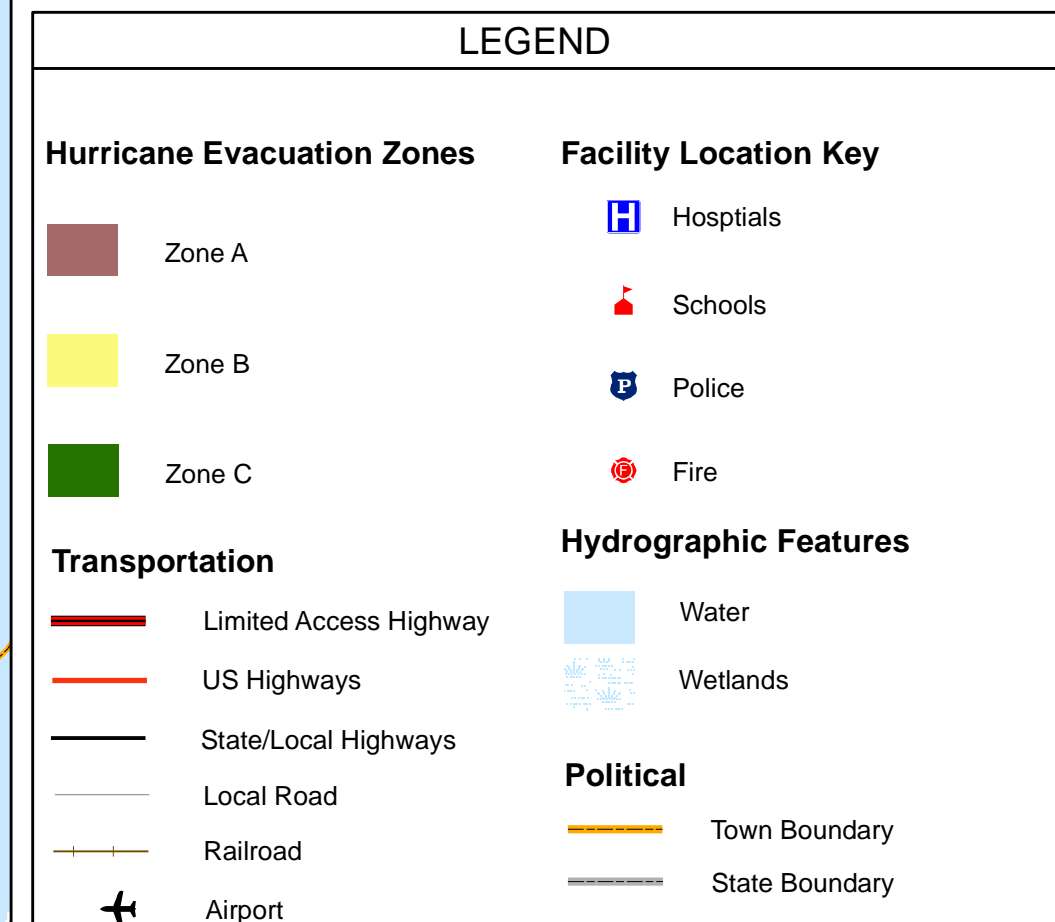 LEGEND
Hurricane Evacuation Zones
Zone A
Zone B
Zone C
Transportation
Limited Access Highway
US Highways
State/Local Highways
Local Road
Railroad
Airport
Facility Location Key
H Hosptials
Schools
P Police
F Fire
Hydrographic Features
Water
Wetlands
Political
Town Boundary
State Boundary